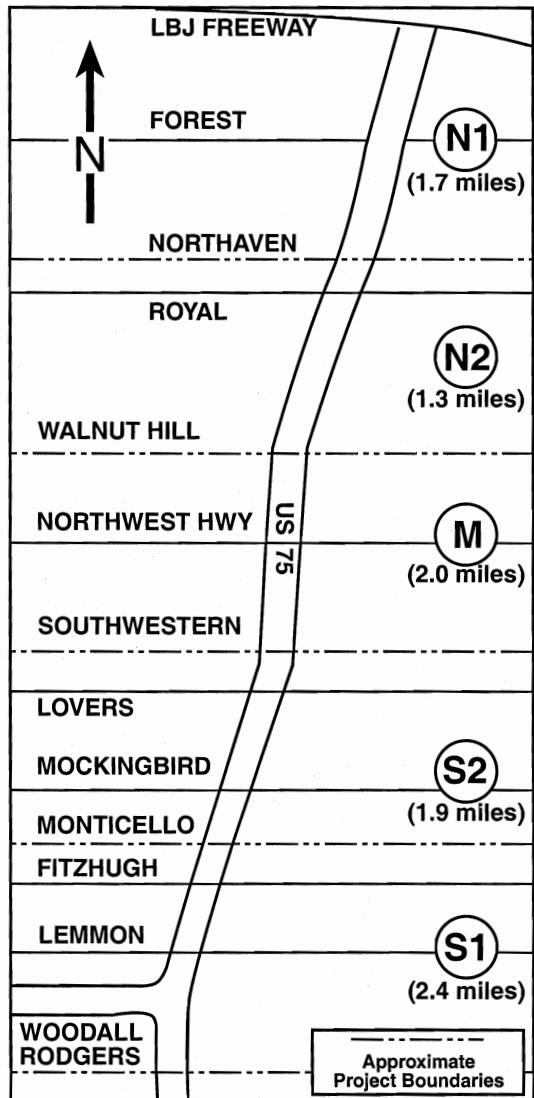 LBJ FREEWAY
N
FOREST
N1
(1.7 miles)
NORTHAVEN
ROYAL
N2
(1.3 miles)
WALNUT HILL
NORTHWEST HWY
US 75
M
(2.0 miles)
SOUTHWESTERN
LOVERS
MOCKINGBIRD
S2
(1.9 miles)
MONTICELLO
FITZHUGH
LEMMON
S1
(2.4 miles)
WOODALL
RODGERS
Approximate
Project Boundaries